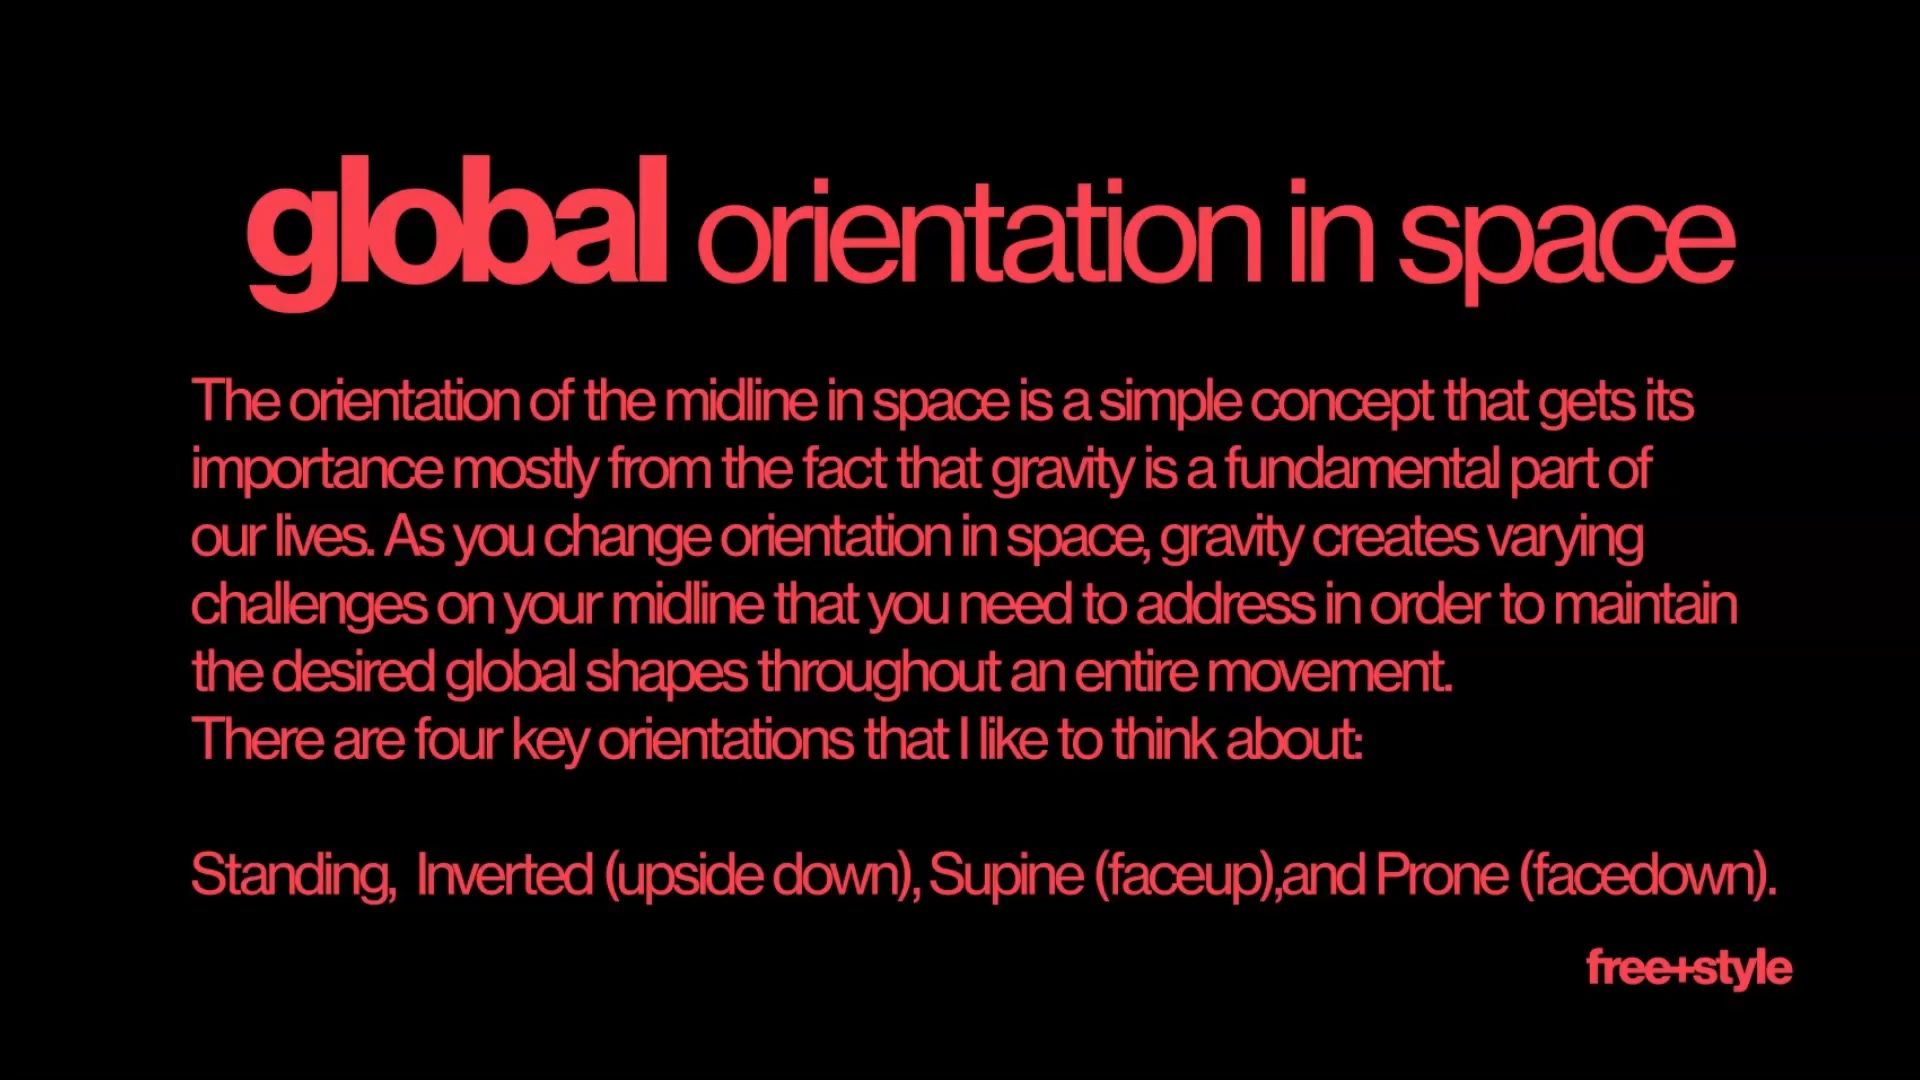 global orientation in space
The orientation of the midline in space is a simple concept that gets its
importance mostly from the fact that gravity is a fundamental part of
our lives. As you change orientation in space, gravity creates varying
challenges on your midline that you need to address in order to maintain
the desired global shapes throughout an entire movement.
There are four key orientations that I like to think about:
Standing,  Inverted (upside down), Supine (faceup),and Prone (facedown).
free+style